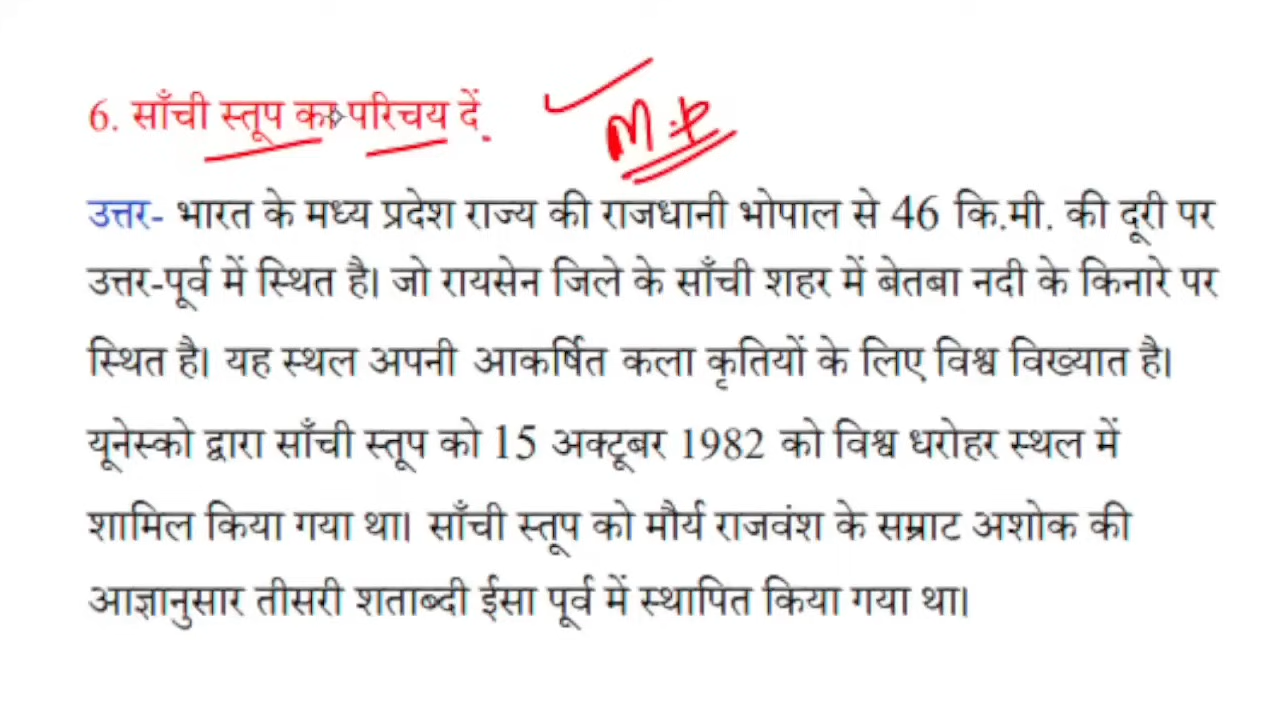 6. साँची स्तूप का परिचय दें.
M.P
उत्तर- भारत के मध्य प्रदेश राज्य की राजधानी भोपाल से 46 कि.मी. की दूरी पर
उत्तर-पूर्व में स्थित है। जो रायसेन जिले के साँची शहर में बेतबा नदी के किनारे पर
स्थित है। यह स्थल अपनी आकर्षित कला कृतियों के लिए विश्व विख्यात है।
यूनेस्को द्वारा साँची स्तूप को 15 अक्टूबर 1982 को विश्व धरोहर स्थल में
शामिल किया गया था। साँची स्तूप को मौर्य राजवंश के सम्राट अशोक की
आज्ञानुसार तीसरी शताब्दी ईसा पूर्व में स्थापित किया गया था।